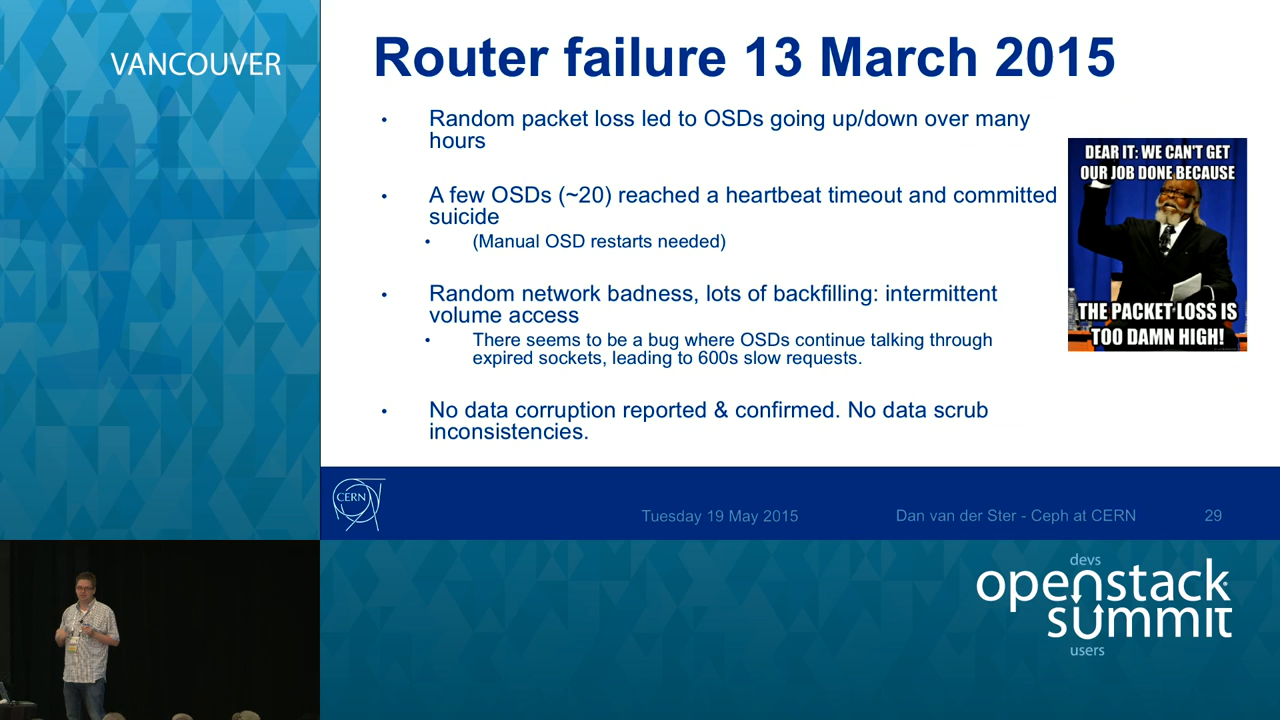 VANCOUVER
Router failure 13 March 2015
• Random packet loss led to OSDs going up/down over many
hours
• A few OSDs (~20) reached a heartbeat timeout and committed
suicide
• (Manual OSD restarts needed)
• Random network badness, lots of backfilling: intermittent
volume access
• There seems to be a bug where OSDs continue talking through
expired sockets, leading to 600s slow requests.
• No data corruption reported & confirmed. No data scrub
inconsistencies.
DEAR IT: WE CAN'T GET
OUR JOB DONE BECAUSE
THE PACKET LOSS IS
TOO DAMN HIGH!
CERN
Tuesday 19 May 2015
Dan van der Ster - Ceph at CERN
29
devs
openstack
summit
users